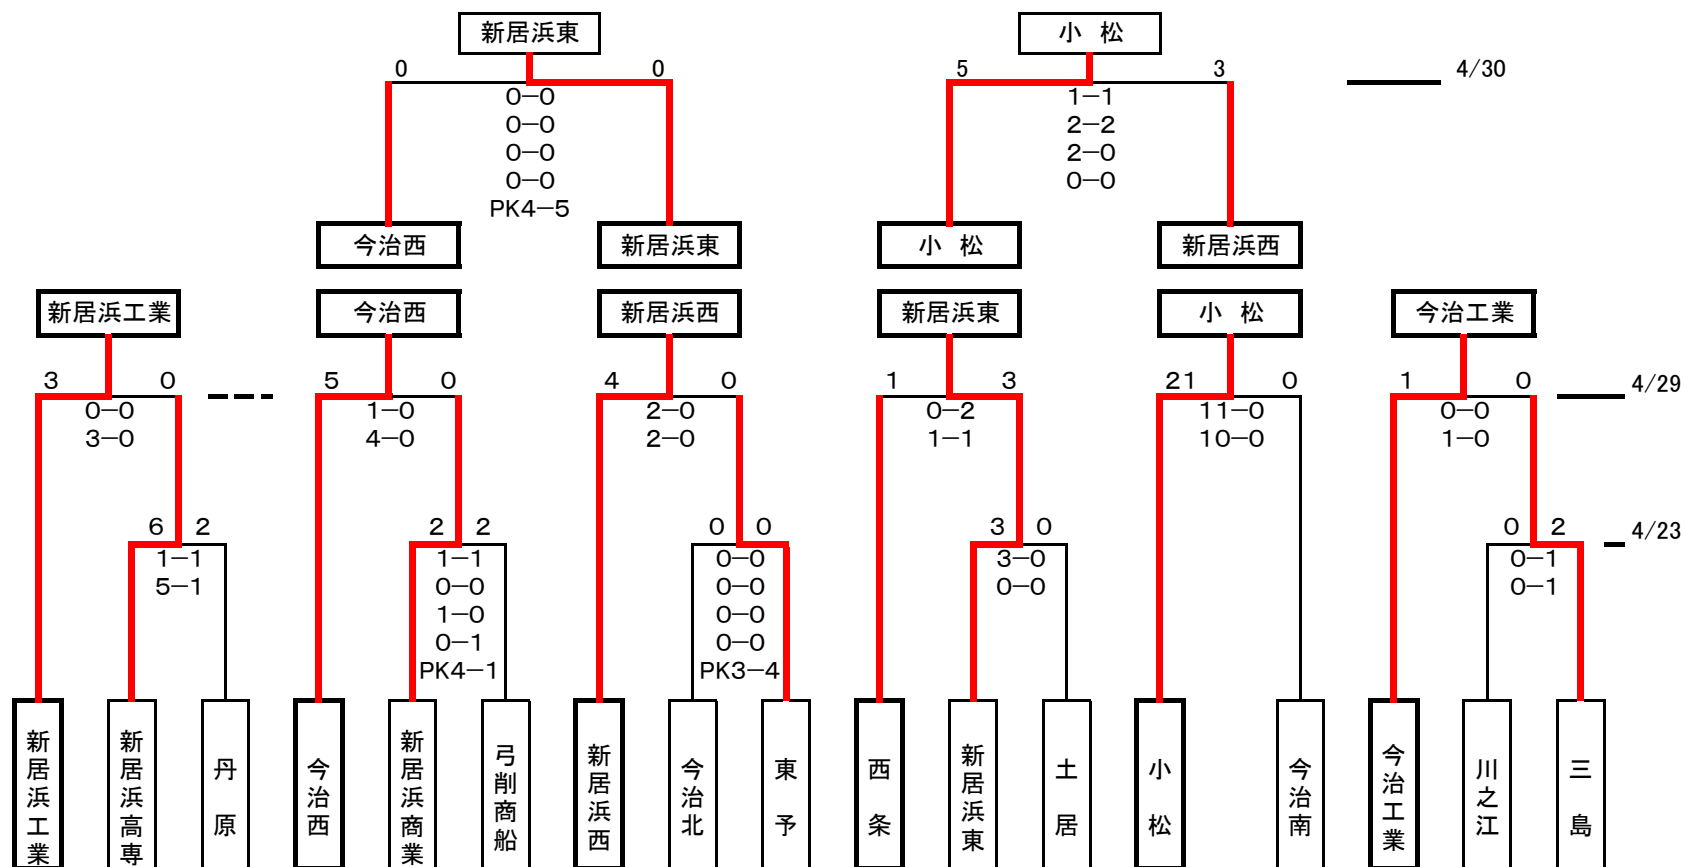 新居浜東
小 松
0 0
5 3
4/30
0-0
0-0
0-0
0-0
PK4-5
1-1
2-2
2-0
0-0
今治西
新居浜東
小 松
新居浜西
新居浜工業
今治西
新居浜西
新居浜東
小 松
今治工業
3 0
5 0
4 0
1 3
21 0
1 0
4/29
0-0
3-0
1-0
4-0
2-0
2-0
0-2
1-1
11-0
10-0
0-0
1-0
6 2
2 2
0 0
3 0
0 2
4/23
1-1
5-1
1-1
0-0
1-0
0-1
PK4-1
0-0
0-0
0-0
0-0
PK3-4
3-0
0-0
0-1
0-1
新居浜工業
新居浜高専
丹原
今治西
新居浜商業
弓削商船
新居浜西
今治北
東予
西条
新居浜東
土居
小松
今治南
今治工業
川之江
三島